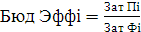 Бюд Эффі = Зат Пі / Зат Фі